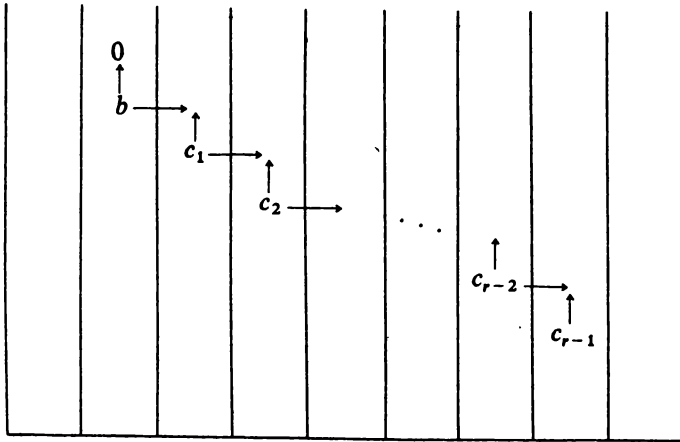 0
b
c₁
c₂
. . .
cᵣ₋₂
cᵣ₋₁